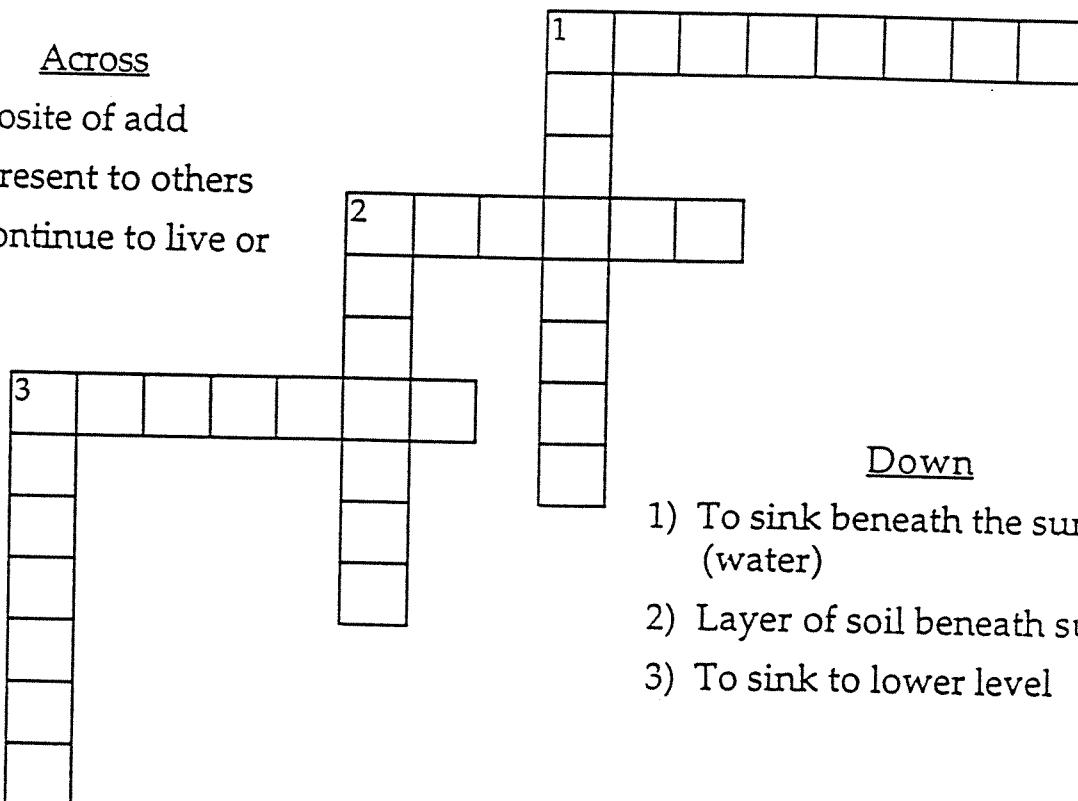 Across
osite of add
resent to others
ontinue to live or
1
2
3
Down
1) To sink beneath the sur
(water)
2) Layer of soil beneath su
3) To sink to lower level